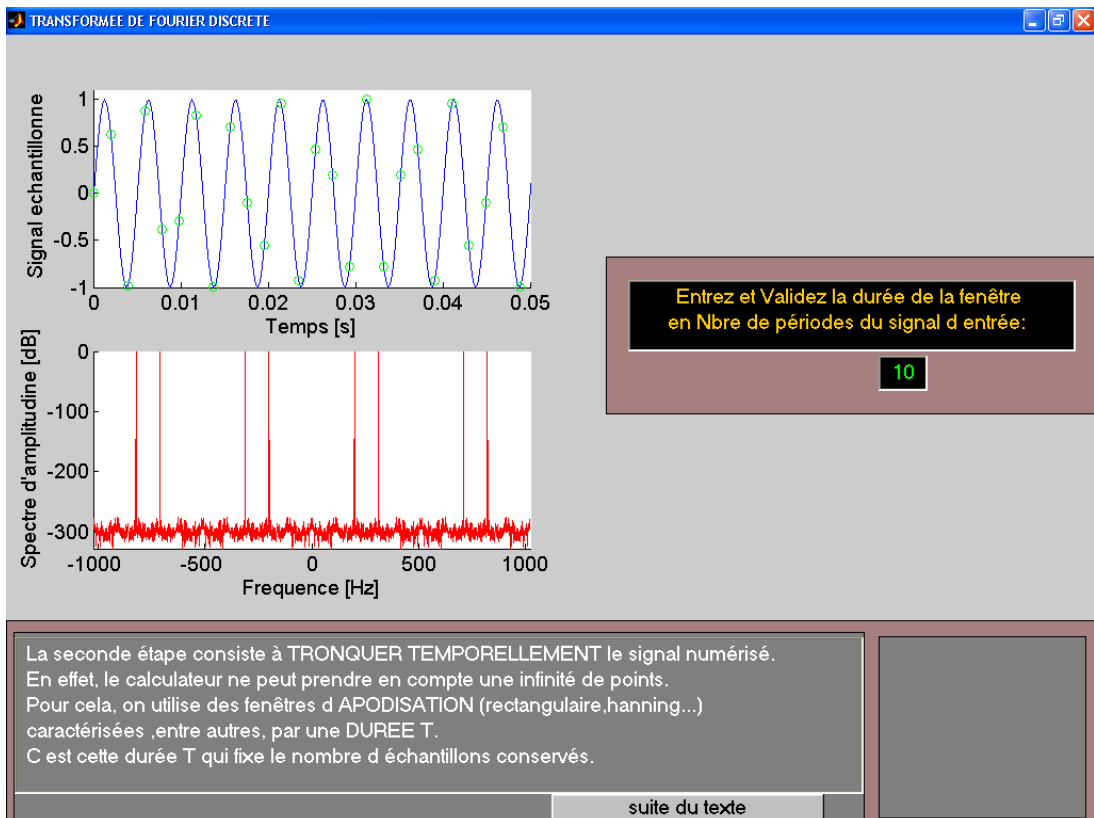 TRANSFORMEE DE FOURIER DISCRETE
Signal echantillonne
1
0.5
0
-0.5
-1
0 0.01 0.02 0.03 0.04 0.05
Temps [s]
Spectre d'amplitudine [dB]
0
-100
-200
-300
-1000 -500 0 500 1000
Frequence [Hz]
Entrez et Validez la durée de la fenêtre
en Nbre de périodes du signal d entrée:
10
La seconde étape consiste à TRONQUER TEMPORELLEMENT le signal numérisé.
En effet, le calculateur ne peut prendre en compte une infinité de points.
Pour cela, on utilise des fenêtres d APODISATION (rectangulaire,hanning...)
caractérisées ,entre autres, par une DUREE T.
C est cette durée T qui fixe le nombre d échantillons conservés.
suite du texte